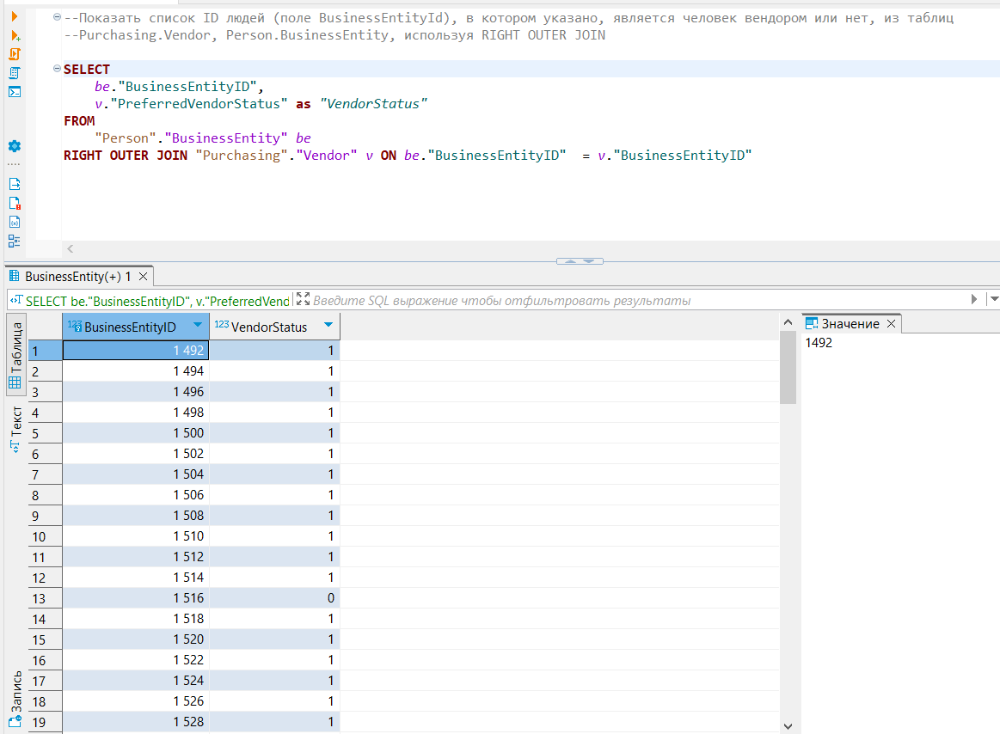 --Показать список ID людей (поле BusinessEntityId), в котором указано, является человек вендором или нет, из таблиц
--Purchasing.Vendor, Person.BusinessEntity, используя RIGHT OUTER JOIN
SELECT
be."BusinessEntityID",
v."PreferredVendorStatus" as "VendorStatus"
FROM
"Person"."BusinessEntity" be
RIGHT OUTER JOIN "Purchasing"."Vendor" v ON be."BusinessEntityID"  = v."BusinessEntityID"
BusinessEntity(+) 1
SELECT be."BusinessEntityID", v."PreferredVend
Введите SQL выражение чтобы отфильтровать результаты
Таблица
Текст
Запись
123 BusinessEntityID 123 VendorStatus
1 1 492 1
2 1 494 1
3 1 496 1
4 1 498 1
5 1 500 1
6 1 502 1
7 1 504 1
8 1 506 1
9 1 508 1
10 1 510 1
11 1 512 1
12 1 514 1
13 1 516 0
14 1 518 1
15 1 520 1
16 1 522 1
17 1 524 1
18 1 526 1
19 1 528 1
Значение
1492